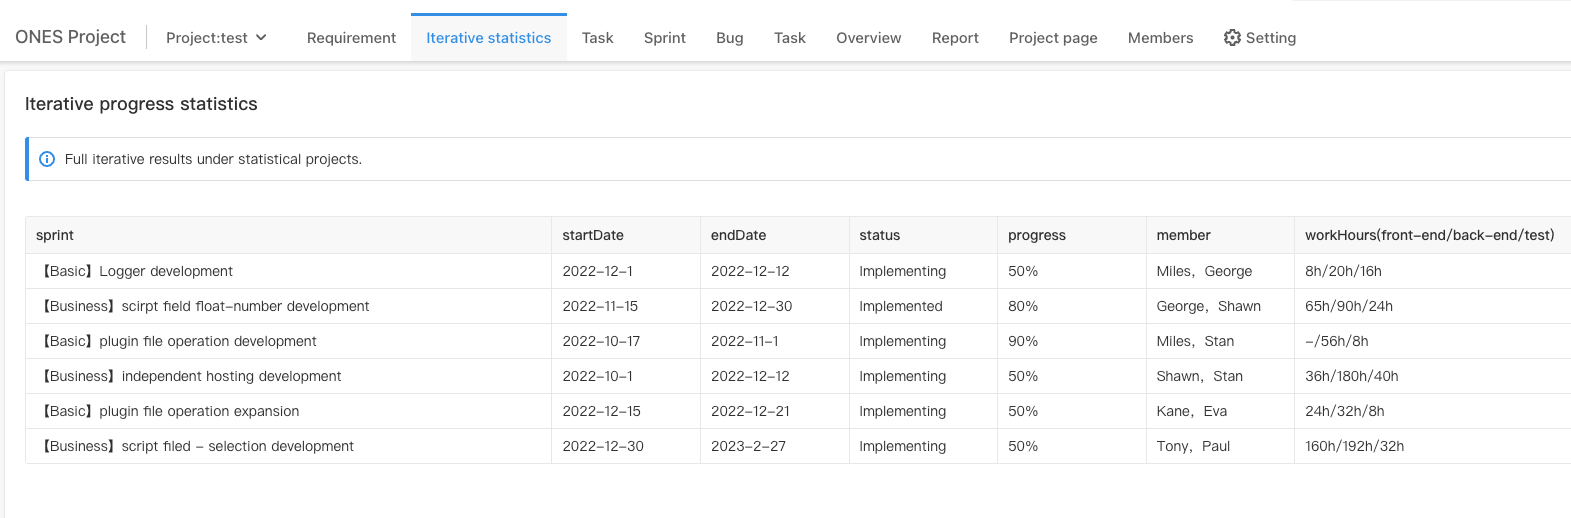 ONES Project Project:test Requirement Iterative statistics Task Sprint Bug Task Overview Report Project page Members Setting
Iterative progress statistics
Full iterative results under statistical projects.
sprint startDate endDate status progress member workHours(front-end/back-end/test)
【Basic】Logger development 2022-12-1 2022-12-12 Implementing 50% Miles，George 8h/20h/16h
【Business】scirpt field float-number development 2022-11-15 2022-12-30 Implemented 80% George，Shawn 65h/90h/24h
【Basic】plugin file operation development 2022-10-17 2022-11-1 Implementing 90% Miles，Stan -/56h/8h
【Business】independent hosting development 2022-10-1 2022-12-12 Implementing 50% Shawn，Stan 36h/180h/40h
【Basic】plugin file operation expansion 2022-12-15 2022-12-21 Implementing 50% Kane，Eva 24h/32h/8h
【Business】script filed - selection development 2022-12-30 2023-2-27 Implementing 50% Tony，Paul 160h/192h/32h